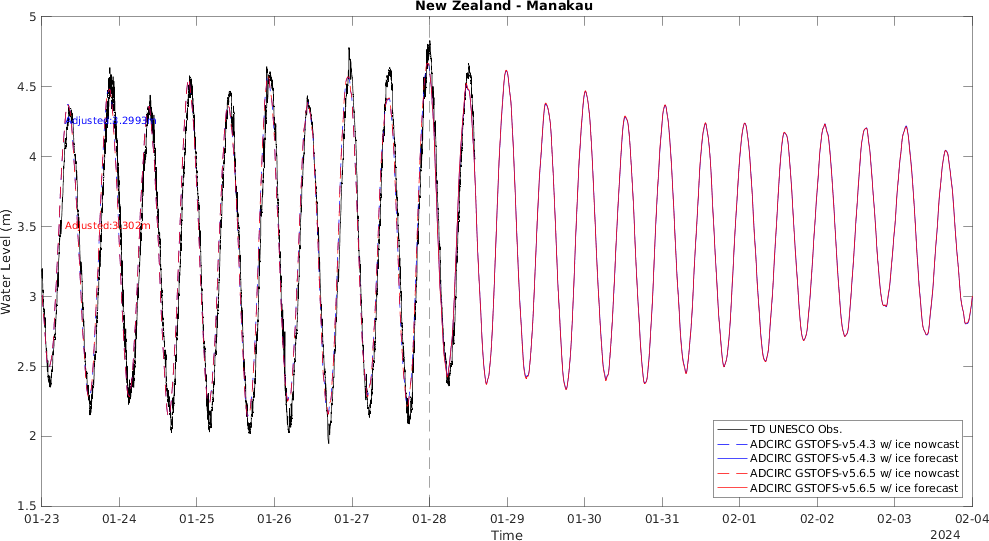 New Zealand - Manakau
5
4.5
4
3.5
3
2.5
2
1.5
Water Level (m)
Adjusted:3.2993m
Adjusted:3.302m
TD UNESCO Obs.
ADCIRC GSTOFS-v5.4.3 w/ ice nowcast
ADCIRC GSTOFS-v5.4.3 w/ ice forecast
ADCIRC GSTOFS-v5.6.5 w/ ice nowcast
ADCIRC GSTOFS-v5.6.5 w/ ice forecast
01-23 01-24 01-25 01-26 01-27 01-28 01-29 01-30 01-31 02-01 02-02 02-03 02-04
Time
2024